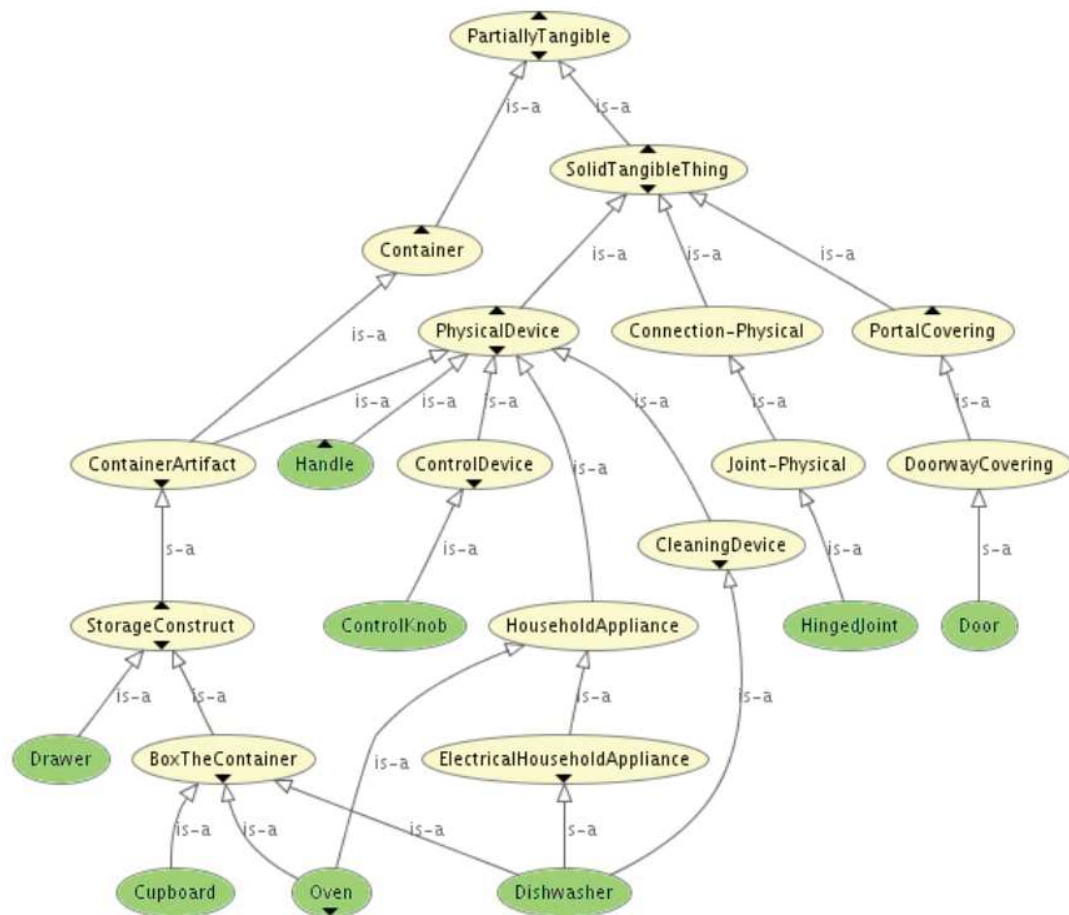 PartiallyTangible
is-a
is-a
SolidTangibleThing
Container
is-a
is-a
is-a
PhysicalDevice
Connection-Physical
PortalCovering
is-a
is-a
is-a
is-a
is-a
is-a
is-a
ContainerArtifact
Handle
ControlDevice
Joint-Physical
DoorwayCovering
is-a
CleaningDevice
s-a
is-a
is-a
s-a
StorageConstruct
ControlKnob
HouseholdAppliance
HingedJoint
Door
is-a
is-a
is-a
is-a
Drawer
BoxTheContainer
is-a
ElectricalHouseholdAppliance
is-a
is-a
is-a
s-a
Cupboard
Oven
Dishwasher